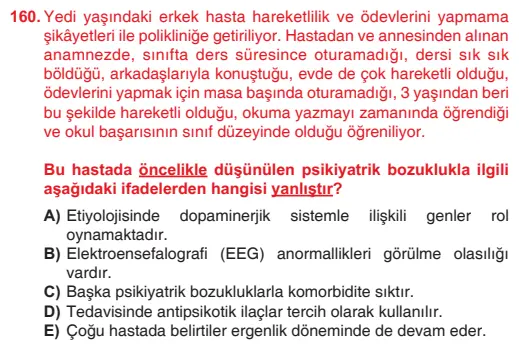 160. Yedi yaşındaki erkek hasta hareketlilik ve ödevlerini yapmama
şikâyetleri ile polikliniğe getiriliyor. Hastadan ve annesinden alınan
anamnezde, sınıfta ders süresince oturamadığı, dersi sık sık
böldüğü, arkadaşlarıyla konuştuğu, evde de çok hareketli olduğu,
ödevlerini yapmak için masa başında oturamadığı, 3 yaşından beri
bu şekilde hareketli olduğu, okuma yazmayı zamanında öğrendiği
ve okul başarısının sınıf düzeyinde olduğu öğreniliyor.
Bu hastada öncelikle düşünülen psikiyatrik bozuklukla ilgili
aşağıdaki ifadelerden hangisi yanlıştır?
A) Etiyolojisinde dopaminerjik sistemle ilişkili genler rol
oynamaktadır.
B) Elektroensefalografi (EEG) anormallikleri görülme olasılığı
vardır.
C) Başka psikiyatrik bozukluklarla komorbidite sıktır.
D) Tedavisinde antipsikotik ilaçlar tercih olarak kullanılır.
E) Çoğu hastada belirtiler ergenlik döneminde de devam eder.